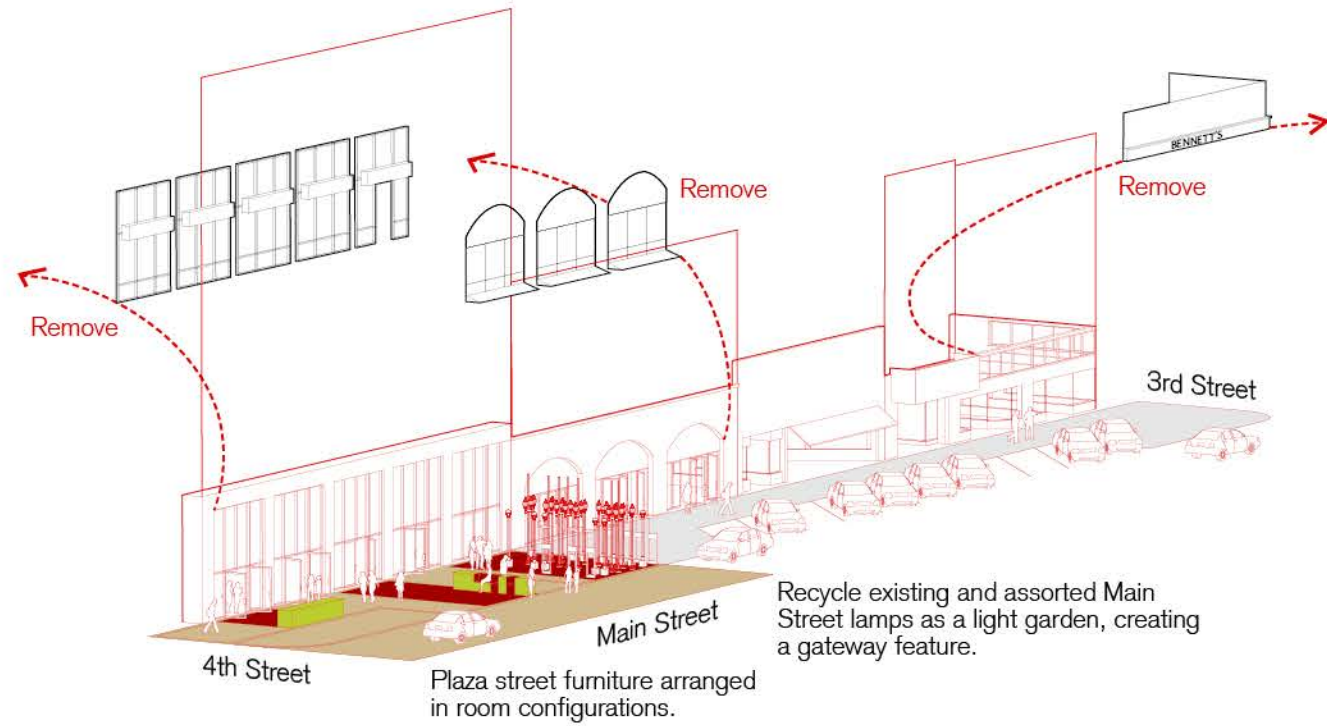 BENNETT'S
Remove
Remove
Remove
3rd Street
Main Street
4th Street
Recycle existing and assorted Main
Street lamps as a light garden, creating
a gateway feature.
Plaza street furniture arranged
in room configurations.